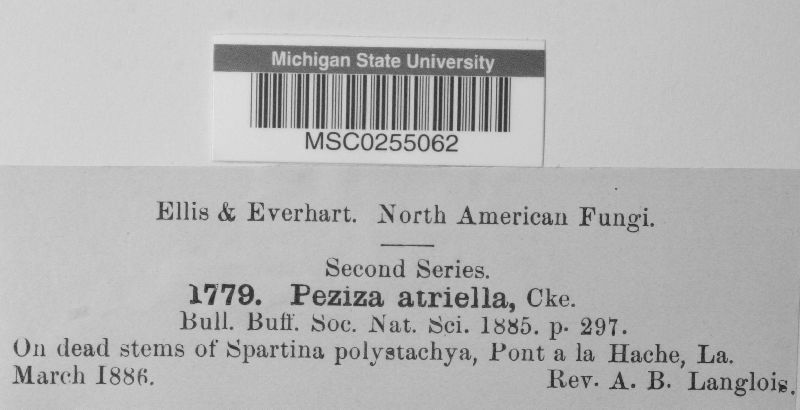 Michigan State University
MSC0255062
Ellis & Everhart. North American Fungi.
Second Series.
1779. Peziza atriella, Cke.
Bull. Buff. Soc. Nat. Sci. 1885. p. 297.
On dead stems of Spartina polystachya, Pont a la Hache, La.
March 1886. Rev. A. B. Langlois.